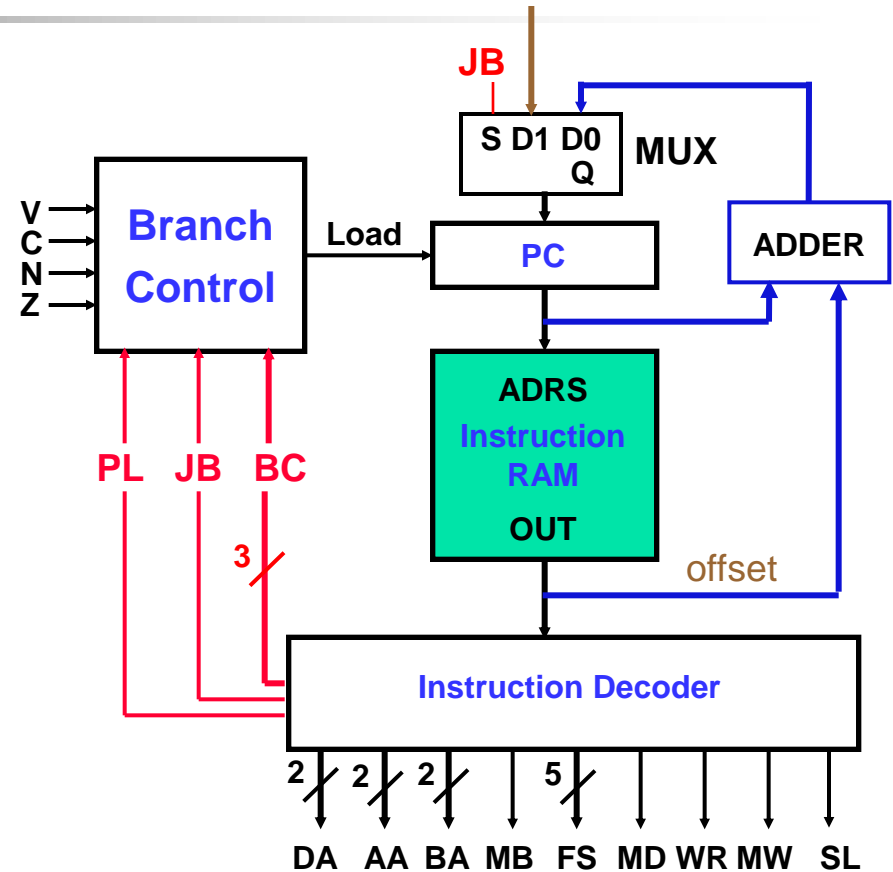 JB
S D1 D0
Q
MUX
V
C
N
Z
Branch
Control
Load
PC
ADDER
ADRS
Instruction
RAM
OUT
PL JB BC
3
offset
Instruction Decoder
2 2 2 5
DA AA BA MB FS MD WR MW SL